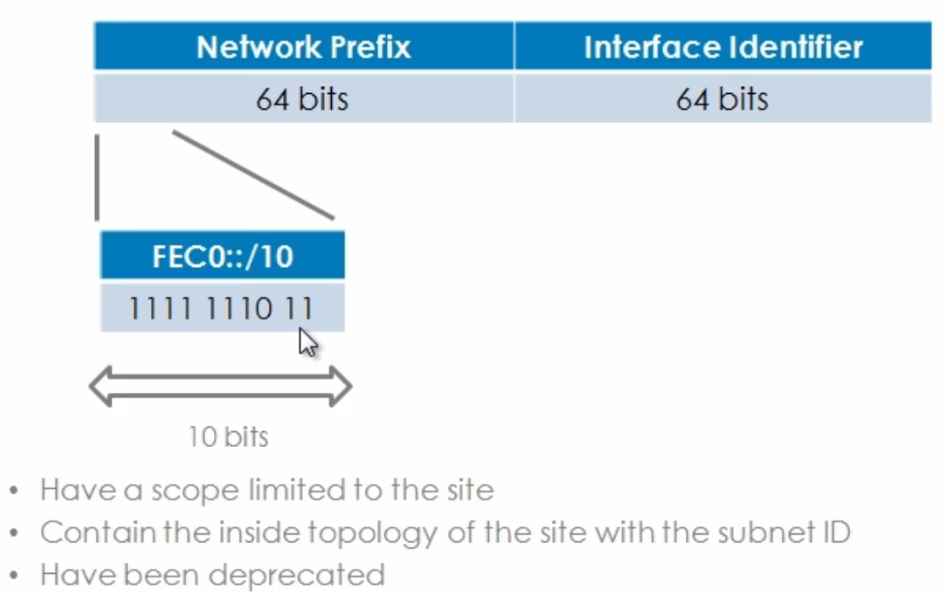 Network Prefix Interface Identifier
64 bits 64 bits
FEC0::/10
1111 1110 11
10 bits
• Have a scope limited to the site
• Contain the inside topology of the site with the subnet ID
• Have been deprecated